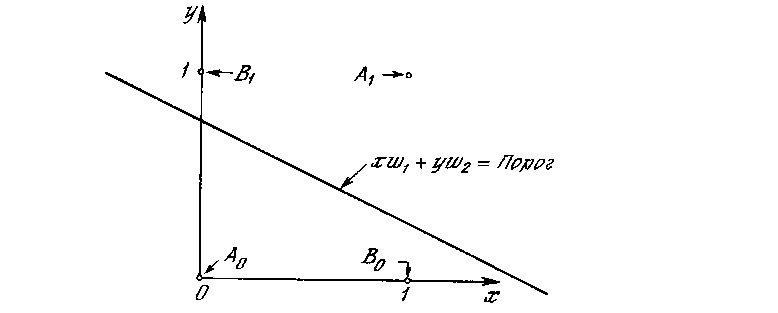 y
1 B₁ A₁
xw₁ + yw₂ = Порог
A₀ B₀
0 1 x